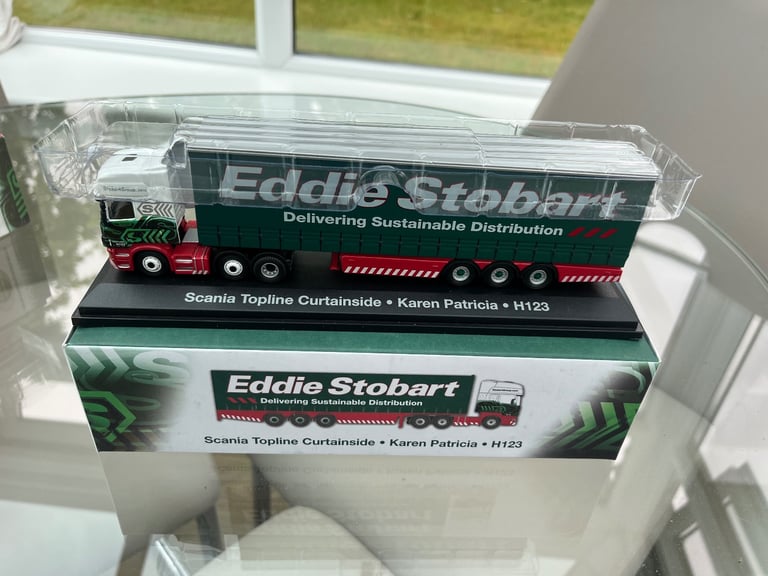 Eddie Stobart
Delivering Sustainable Distribution
Scania Topline Curtainside • Karen Patricia • H123
Eddie Stobart
Delivering Sustainable Distribution
Scania Topline Curtainside • Karen Patricia • H123